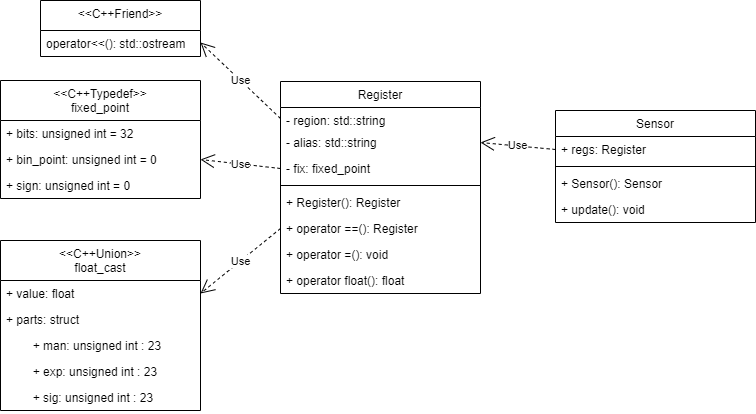 <<C++Friend>>
operator<<(): std::ostream
Use
<<C++Typedef>>
fixed_point
+ bits: unsigned int = 32
+ bin_point: unsigned int = 0
+ sign: unsigned int = 0
Use
<<C++Union>>
float_cast
+ value: float
+ parts: struct
+ man: unsigned int : 23
+ exp: unsigned int : 23
+ sig: unsigned int : 23
Use
Register
- region: std::string
- alias: std::string
- fix: fixed_point
+ Register(): Register
+ operator ==(): Register
+ operator =(): void
+ operator float(): float
Use
Sensor
+ regs: Register
+ Sensor(): Sensor
+ update(): void